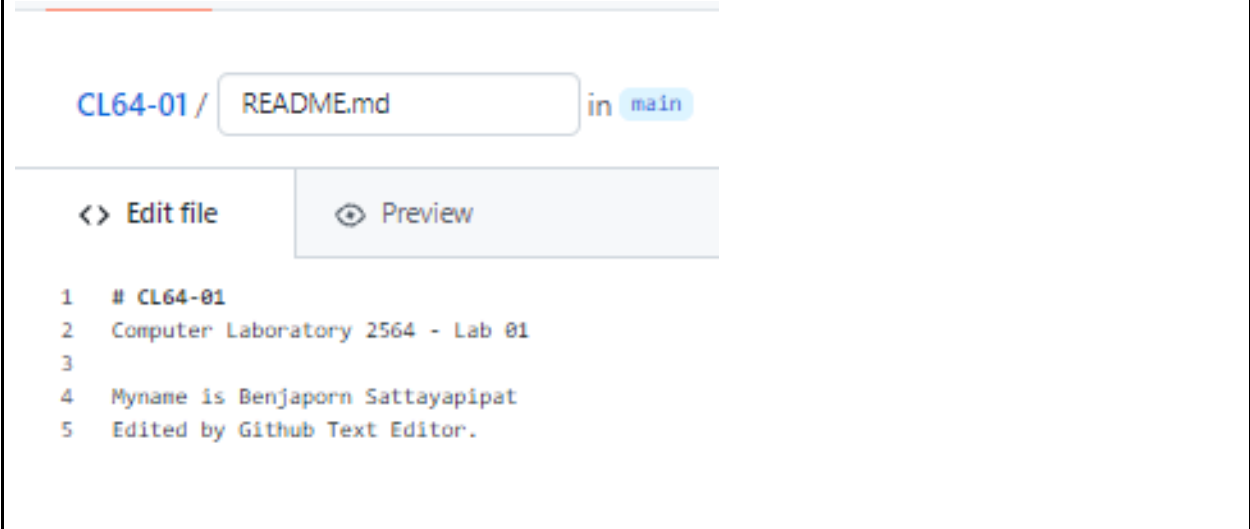 CL64-01 / README.md in main
<> Edit file Preview
1 # CL64-01
2 Computer Laboratory 2564 - Lab 01
3
4 Myname is Benjaporn Sattayapipat
5 Edited by Github Text Editor.